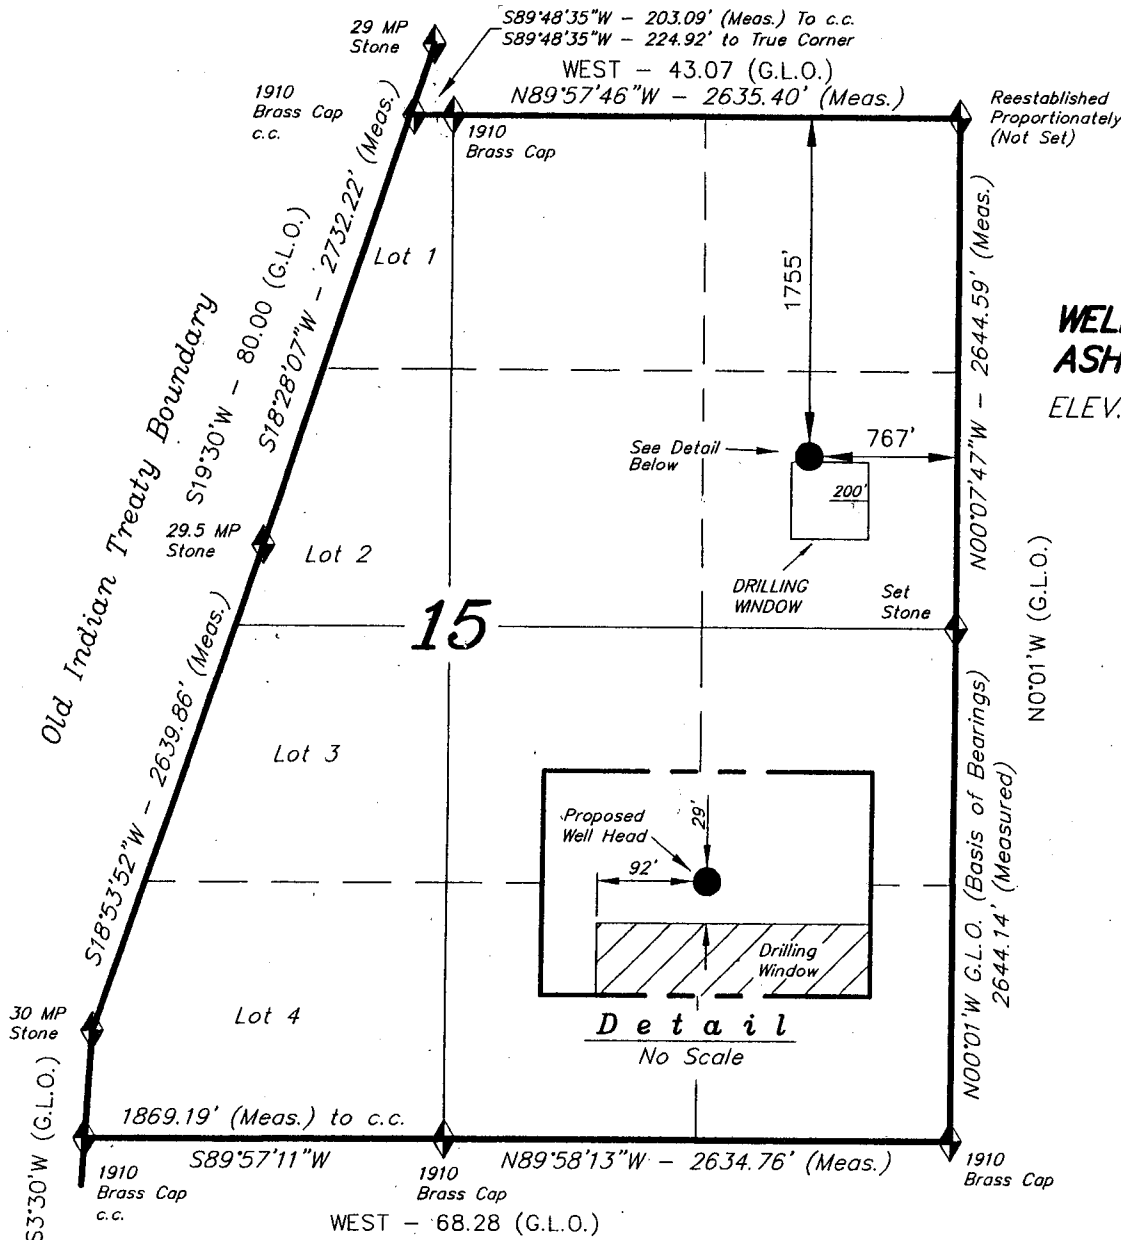 S89°48'35"W - 203.09' (Meas.) To c.c.
S89°48'35"W - 224.92' to True Corner
29 MP
Stone
WEST - 43.07 (G.L.O.)
N89°57'46"W - 2635.40' (Meas.)
1910
Brass Cap
c.c.
1910
Brass Cap
Reestablished
Proportionately
(Not Set)
Old Indian Treaty Boundary
S19°30'W - 80.00 (G.L.O.)
S18°28'07"W - 2732.22' (Meas.)
Lot 1
1755'
N00°07'47"W - 2644.59' (Meas.)
ASH
ELEV.
See Detail
Below
767'
200'
DRILLING
WINDOW
29.5 MP
Stone
Lot 2
Set
Stone
15
N0°01'W (G.L.O.)
S18°53'52"W - 2639.86' (Meas.)
Lot 3
N00°01'W G.L.O. (Basis of Bearings)
2644.14' (Measured)
Proposed
Well Head
29'
92'
Drilling
Window
Detail
No Scale
30 MP
Stone
Lot 4
S3°30'W (G.L.O.)
1869.19' (Meas.) to c.c.
S89°57'11"W
N89°58'13"W - 2634.76' (Meas.)
1910
Brass Cap
c.c.
1910
Brass Cap
1910
Brass Cap
WEST - 68.28 (G.L.O.)